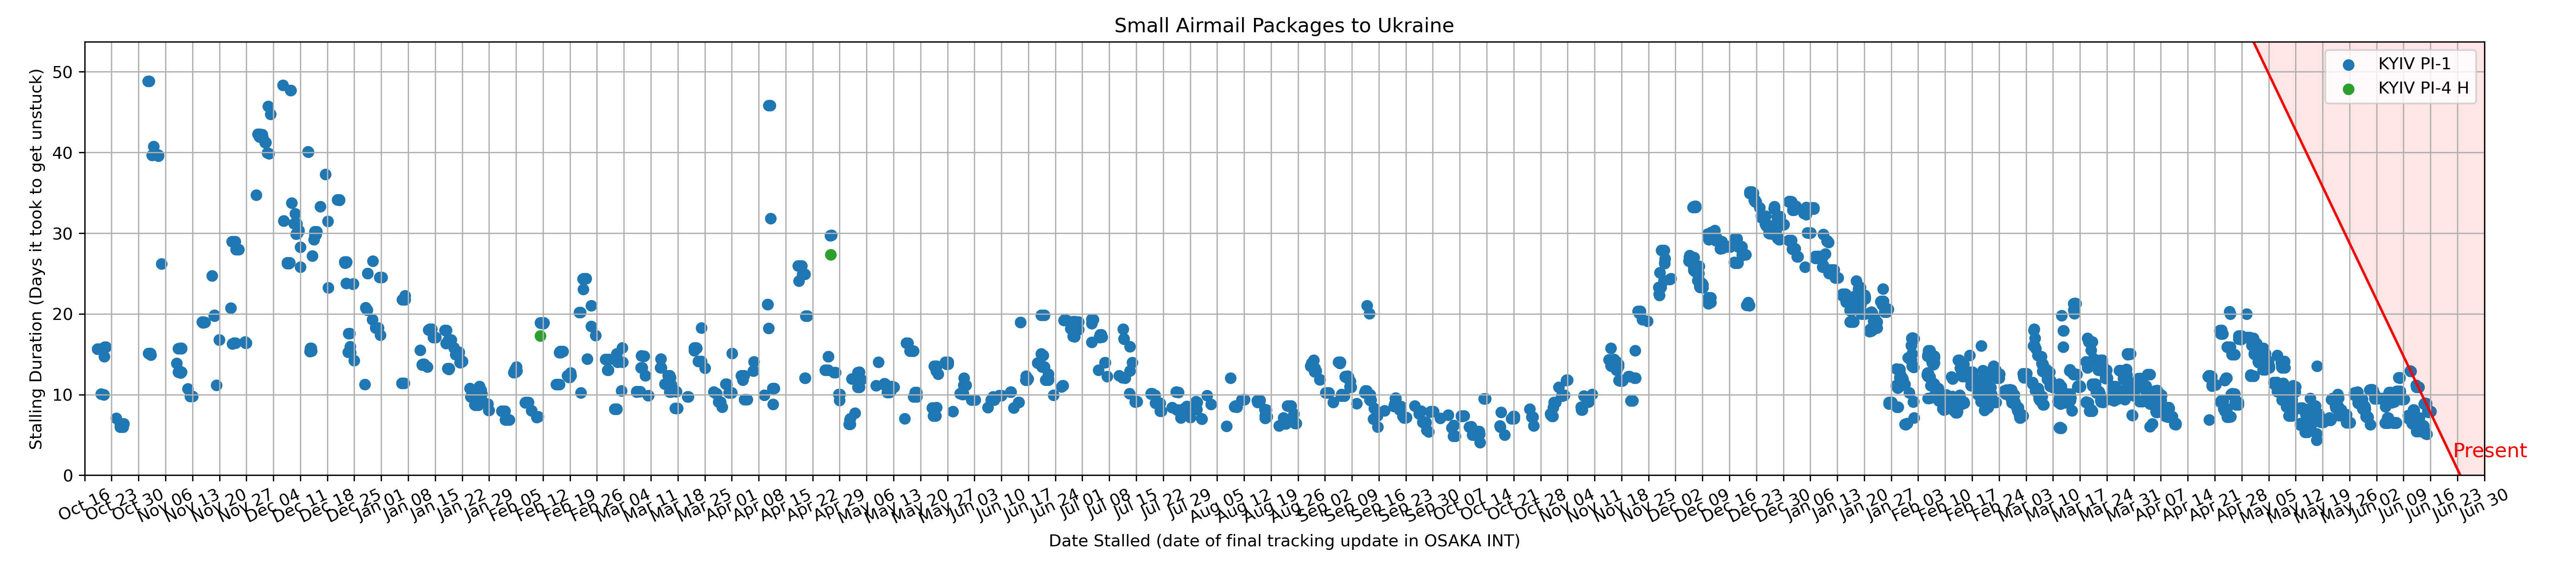 Small Airmail Packages to Ukraine
KYIV PI-1
KYIV PI-4 H
Stalling Duration (Days it took to get unstuck)
50
40
30
20
10
0
Present
Oct 16
Oct 23
Oct 30
Nov 06
Nov 13
Nov 20
Nov 27
Dec 04
Dec 11
Dec 18
Dec 25
Jan 01
Jan 08
Jan 15
Jan 22
Jan 29
Feb 05
Feb 12
Feb 19
Feb 26
Mar 04
Mar 11
Mar 18
Mar 25
Apr 01
Apr 08
Apr 15
Apr 22
Apr 29
May 06
May 13
May 20
May 27
Jun 03
Jun 10
Jun 17
Jun 24
Jul 01
Jul 08
Jul 15
Jul 22
Jul 29
Aug 05
Aug 12
Aug 19
Aug 26
Sep 02
Sep 09
Sep 16
Sep 23
Sep 30
Oct 07
Oct 14
Oct 21
Oct 28
Nov 04
Nov 11
Nov 18
Nov 25
Dec 02
Dec 09
Dec 16
Dec 23
Dec 30
Jan 06
Jan 13
Jan 20
Jan 27
Feb 03
Feb 10
Feb 17
Feb 24
Mar 03
Mar 10
Mar 17
Mar 24
Mar 31
Apr 07
Apr 14
Apr 21
Apr 28
May 05
May 12
May 19
May 26
Jun 02
Jun 09
Jun 16
Jun 23
Jun 30
Date Stalled (date of final tracking update in OSAKA INT)